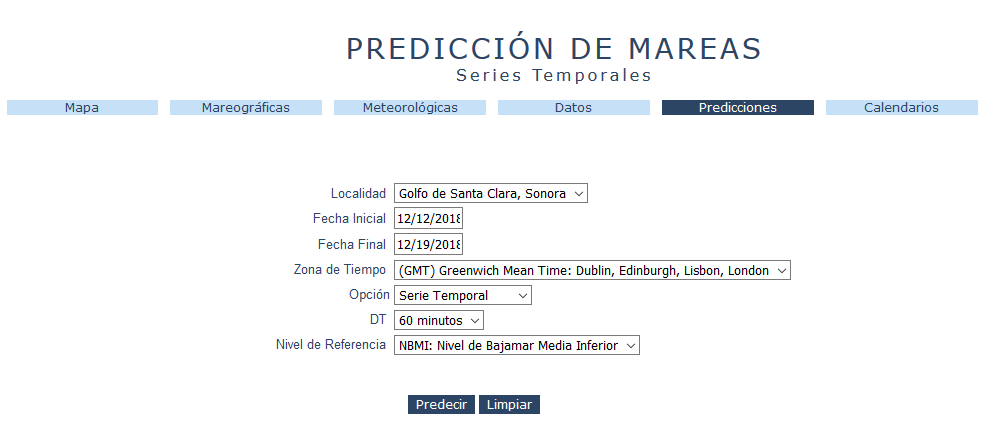 PREDICCIÓN DE MAREAS
Series Temporales
Mapa Mareográficas Meteorológicas Datos Predicciones Calendarios
Localidad Golfo de Santa Clara, Sonora
Fecha Inicial 12/12/2018
Fecha Final 12/19/2018
Zona de Tiempo (GMT) Greenwich Mean Time: Dublin, Edinburgh, Lisbon, London
Opción Serie Temporal
DT 60 minutos
Nivel de Referencia NBMI: Nivel de Bajamar Media Inferior
Predecir Limpiar